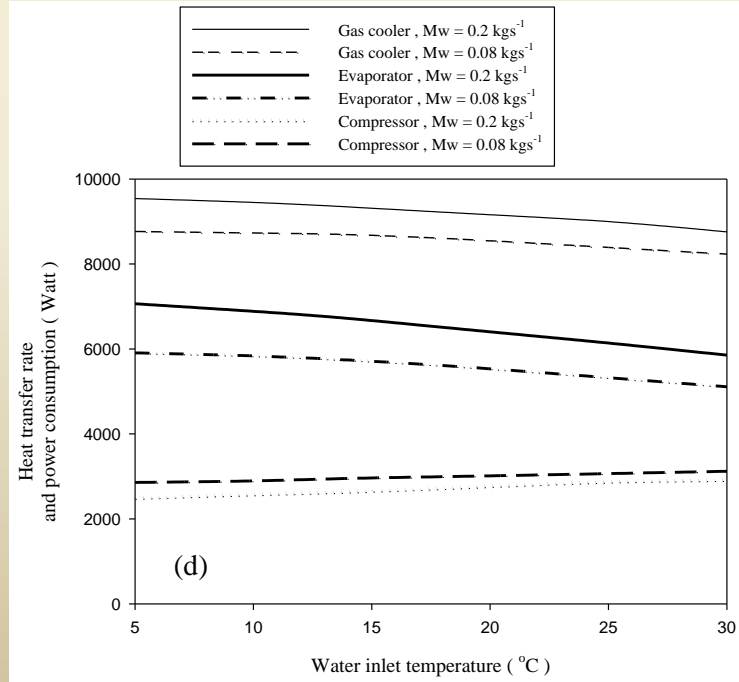 Gas cooler , Mw = 0.2 kgs⁻¹
Gas cooler , Mw = 0.08 kgs⁻¹
Evaporator , Mw = 0.2 kgs⁻¹
Evaporator , Mw = 0.08 kgs⁻¹
Compressor , Mw = 0.2 kgs⁻¹
Compressor , Mw = 0.08 kgs⁻¹
Heat transfer rate
and power consumption ( Watt )
10000
8000
6000
4000
2000
0
(d)
5 10 15 20 25 30
Water inlet temperature ( °C )